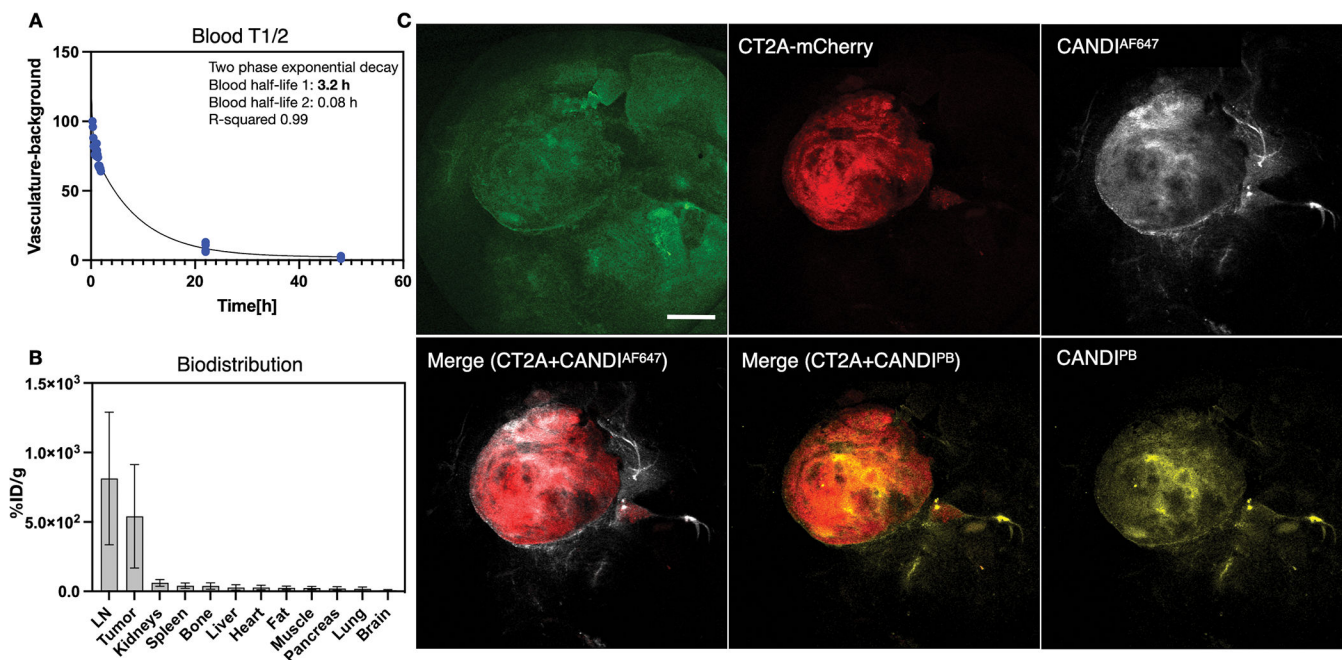 A
Blood T1/2
Two phase exponential decay
Blood half-life 1: 3.2 h
Blood half-life 2: 0.08 h
R-squared 0.99
Vasculature-background
150
100
50
0
0
20
40
60
Time[h]
B
Biodistribution
%ID/g
1.5×10³
1.0×10³
5.0×10²
0.0
LN
Tumor
Kidneys
Spleen
Bone
Liver
Heart
Fat
Muscle
Pancreas
Lung
Brain
C
CT2A-mCherry
CANDIᴬᶠ⁶⁴⁷
Merge (CT2A+CANDIᴬᶠ⁶⁴⁷)
Merge (CT2A+CANDIᴾᴮ)
CANDIᴾᴮ